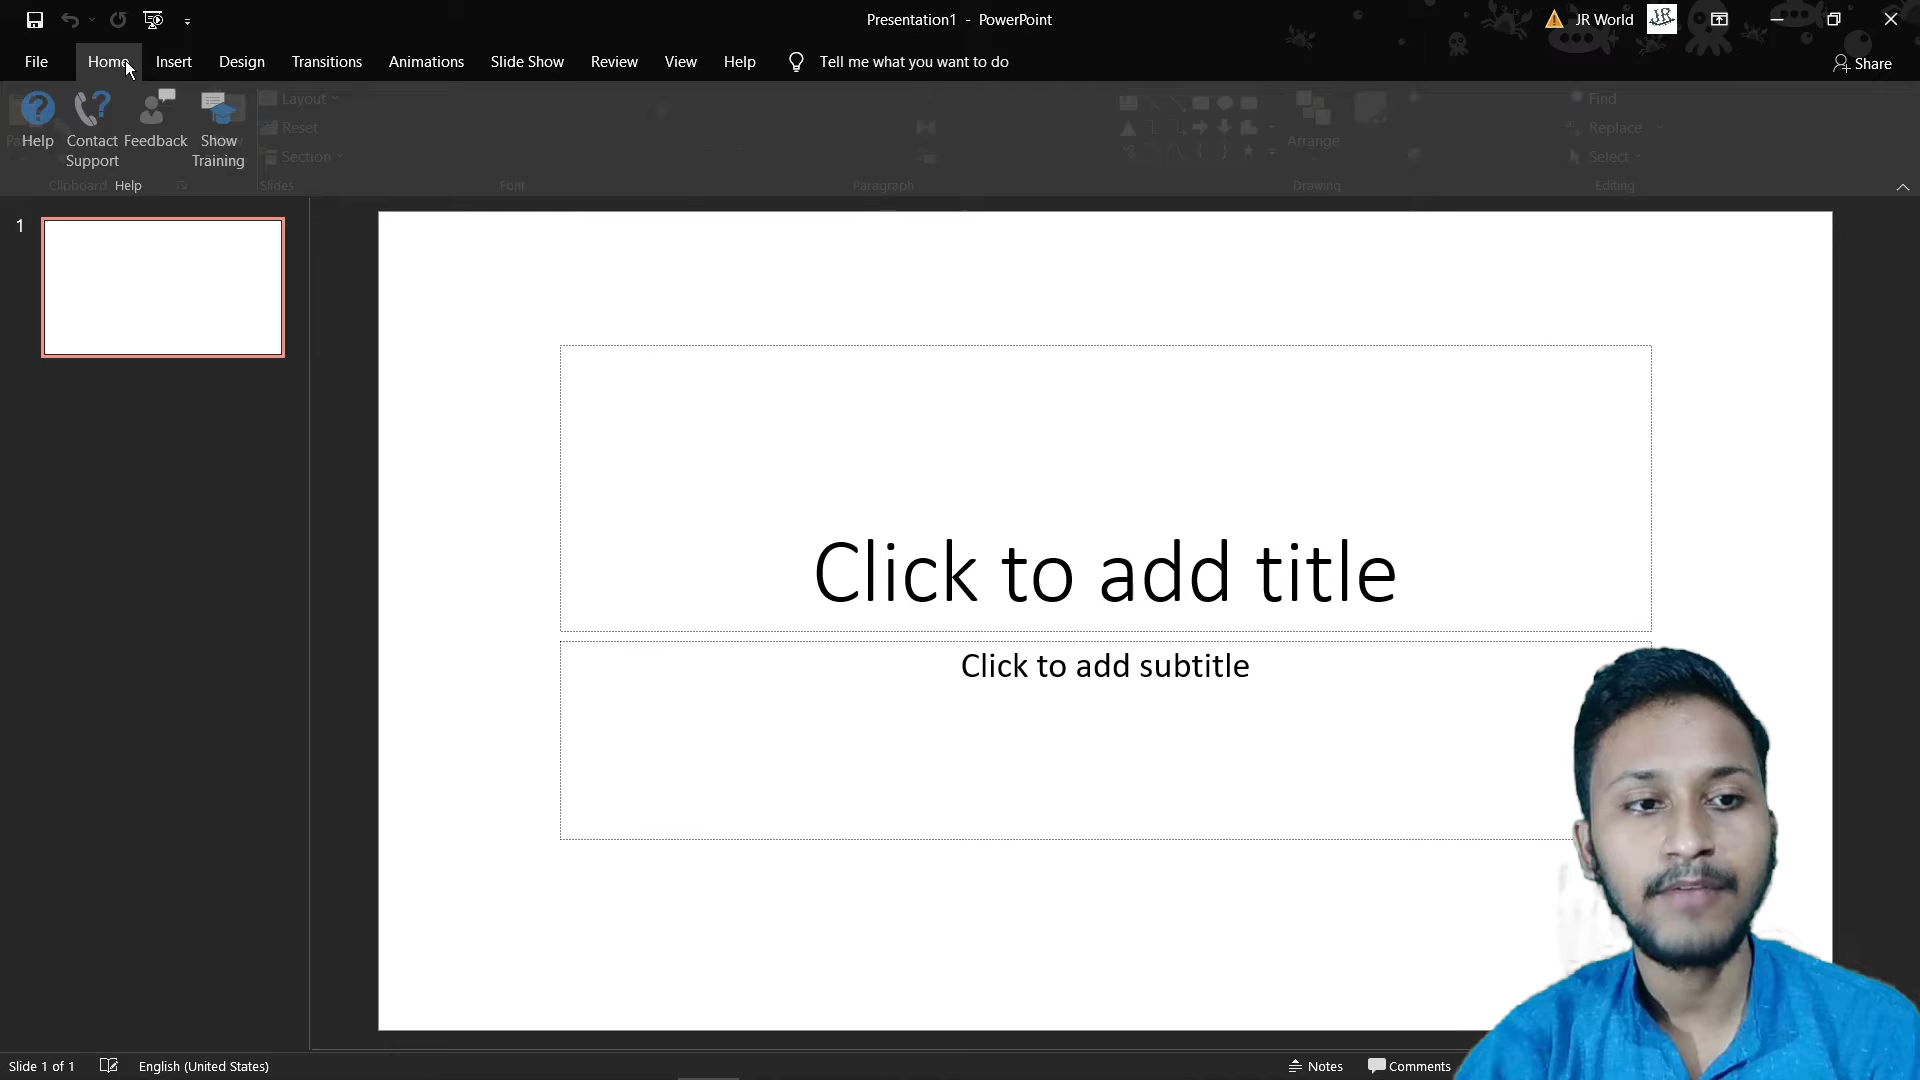 Presentation1 - PowerPoint
JR World
File Home Insert Design Transitions Animations Slide Show Review View Help Tell me what you want to do
Share
Help
Contact
Support
Feedback
Show
Training
Help
Clipboard
Layout
Reset
Section
Slides
Font
Paragraph
Arrange
Drawing
Find
Replace
Select
Editing
1
Click to add title
Click to add subtitle
Slide 1 of 1
English (United States)
Notes
Comments